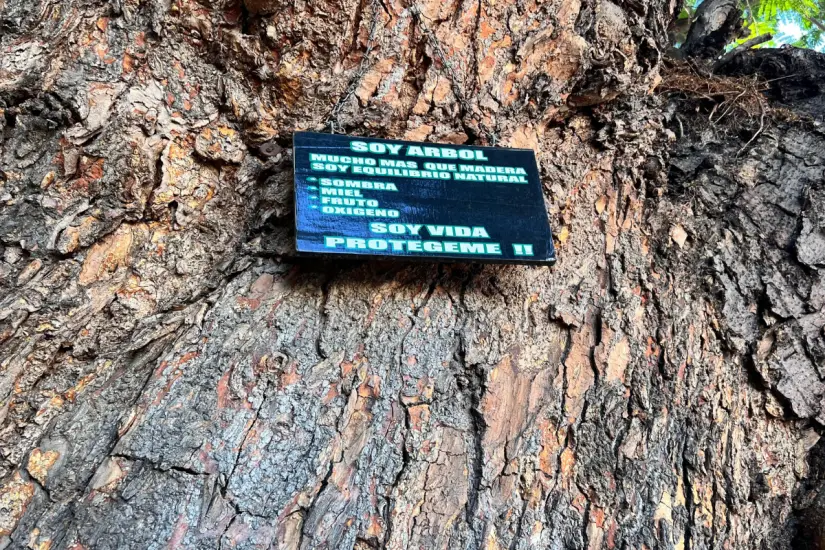 SOY ARBOL
MUCHO MAS QUE MADERA
SOY EQUILIBRIO NATURAL
- SOMBRA
- MIEL
- FRUTO
- OXIGENO
SOY VIDA
PROTEGEME !!